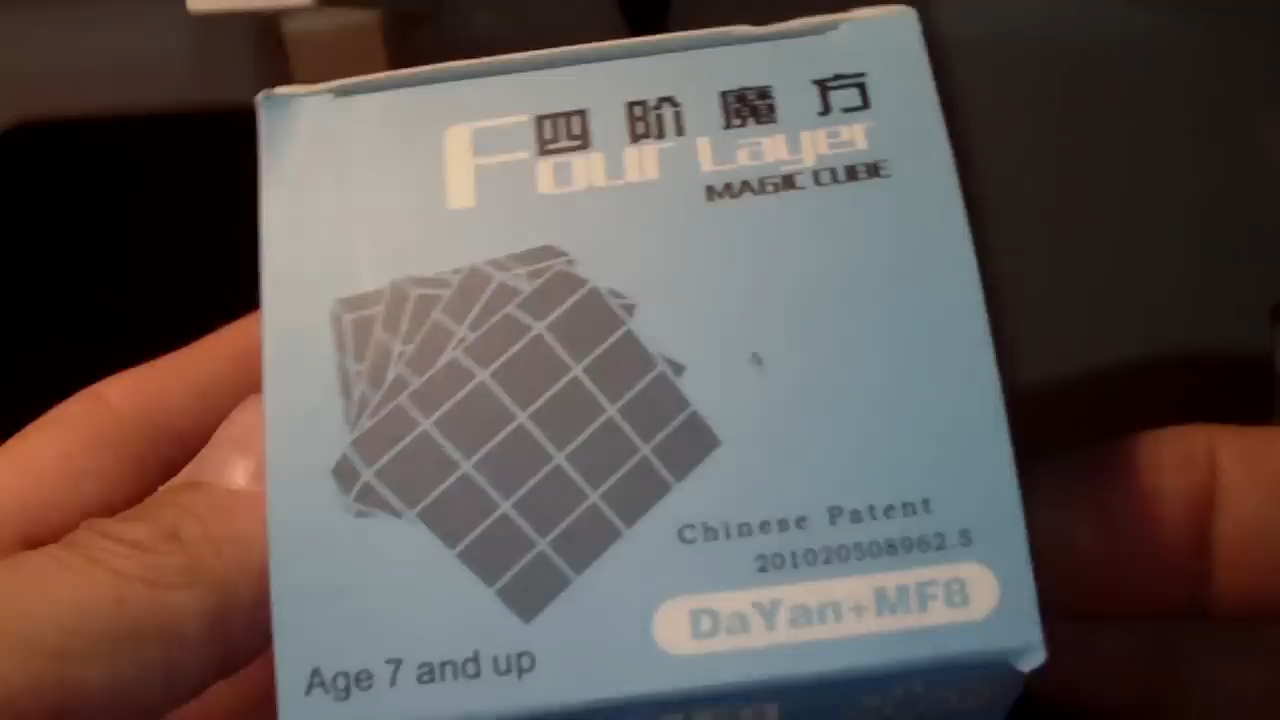 四阶魔方
Four Layer
MAGIC CUBE
Chinese Patent
201020508962.5
DaYan+MF8
Age 7 and up